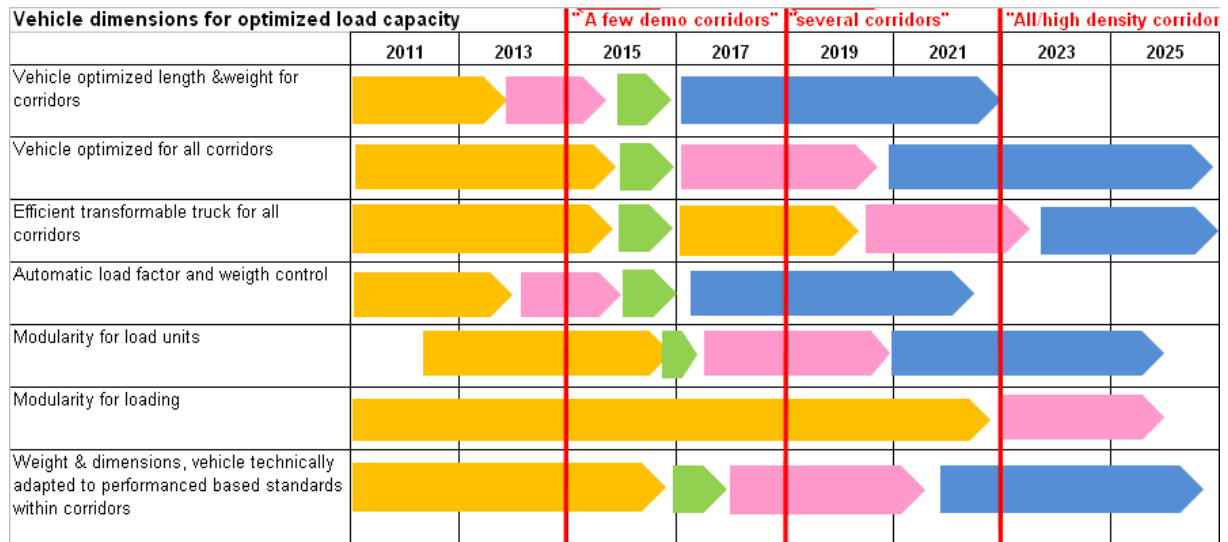 Vehicle dimensions for optimized load capacity
"A few demo corridors"
"several corridors"
"All/high density corridor
2011 2013 2015 2017 2019 2021 2023 2025
Vehicle optimized length &weight for
corridors
Vehicle optimized for all corridors
Efficient transformable truck for all
corridors
Automatic load factor and weigth control
Modularity for load units
Modularity for loading
Weight & dimensions, vehicle technically
adapted to performanced based standards
within corridors